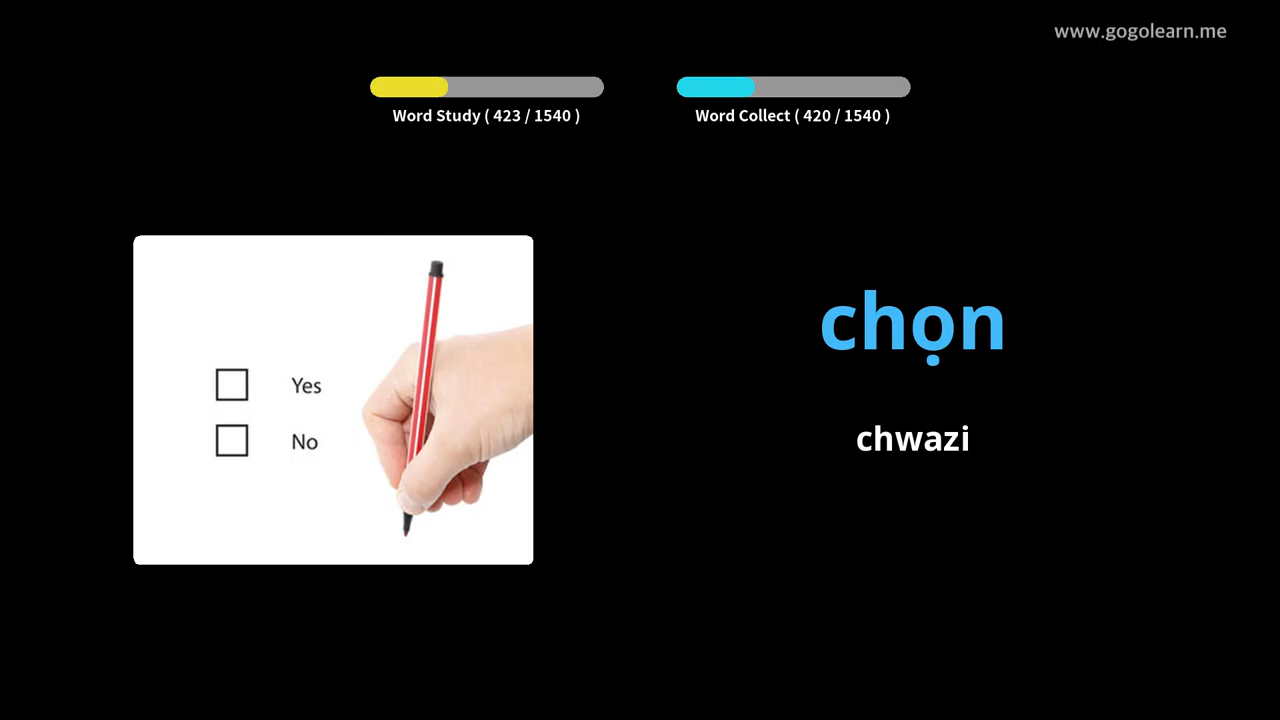 www.gogolearn.me
Word Study ( 423 / 1540 )
Word Collect ( 420 / 1540 )
Yes
No
chọn
chwazi